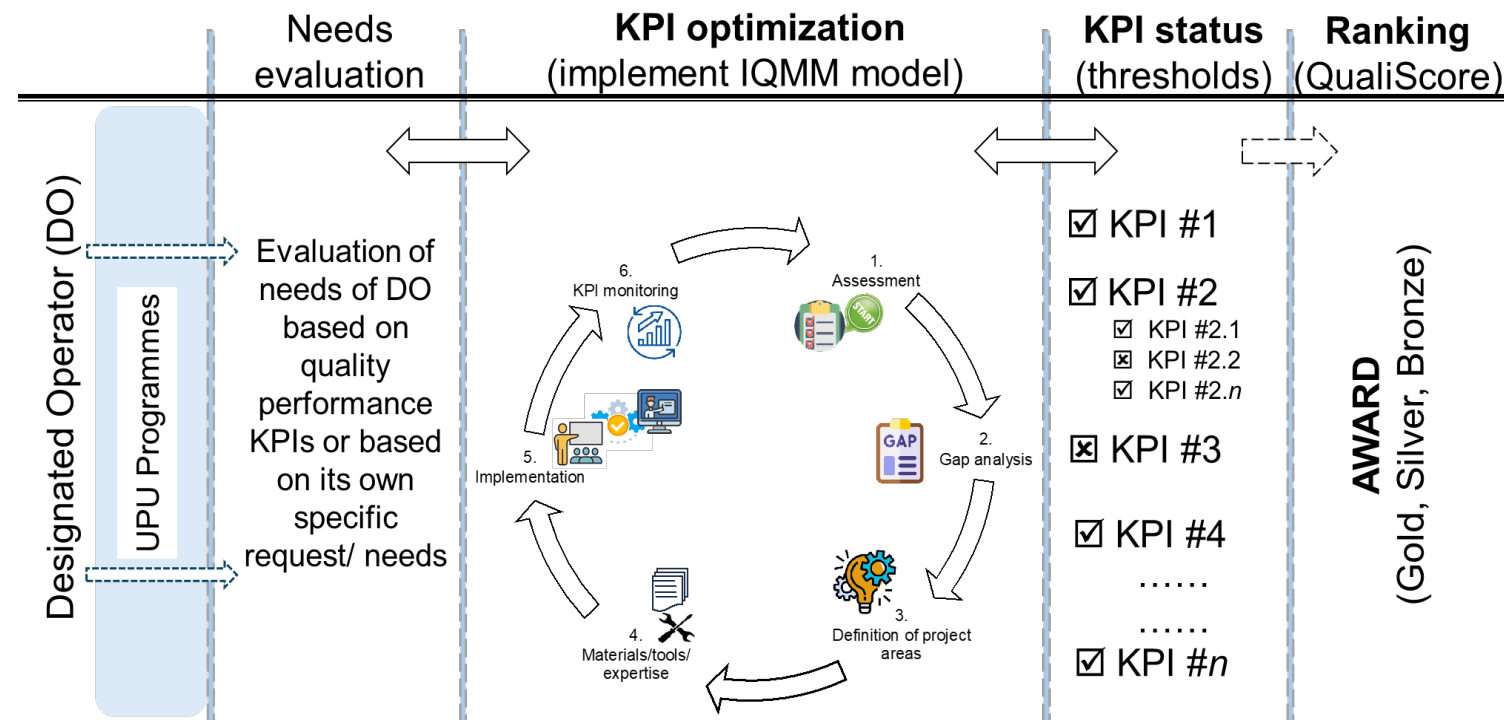 Needs
evaluation
KPI optimization
(implement IQMM model)
KPI status
(thresholds)
Ranking
(QualiScore)
Designated Operator (DO)
UPU Programmes
Evaluation of
needs of DO
based on
quality
performance
KPIs or based
on its own
specific
request/ needs
1.
Assessment
START
2.
Gap analysis
GAP
3.
Definition of project
areas
4.
Materials/tools/
expertise
5.
Implementation
6.
KPI monitoring
☑ KPI #1
☑ KPI #2
☑ KPI #2.1
☒ KPI #2.2
☑ KPI #2.n
☒ KPI #3
☑ KPI #4
......
......
☑ KPI #n
AWARD
(Gold, Silver, Bronze)